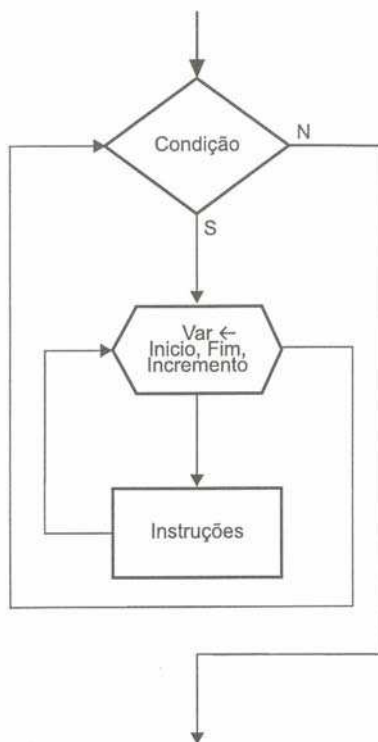 Condição
N
S
Var ←
Inicio, Fim,
Incremento
Instruções